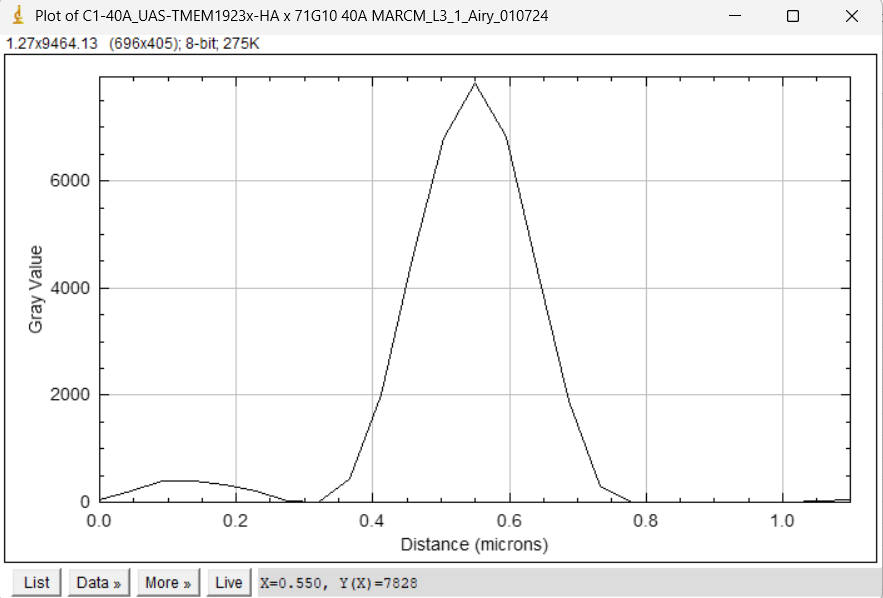 Plot of C1-40A_UAS-TMEM1923x-HA x 71G10 40A MARCM_L3_1_Airy_010724
1.27x9464.13 (696x405); 8-bit; 275K
6000
4000
2000
0
Gray Value
0.0 0.2 0.4 0.6 0.8 1.0
Distance (microns)
List Data » More » Live X=0.550, Y(X)=7828